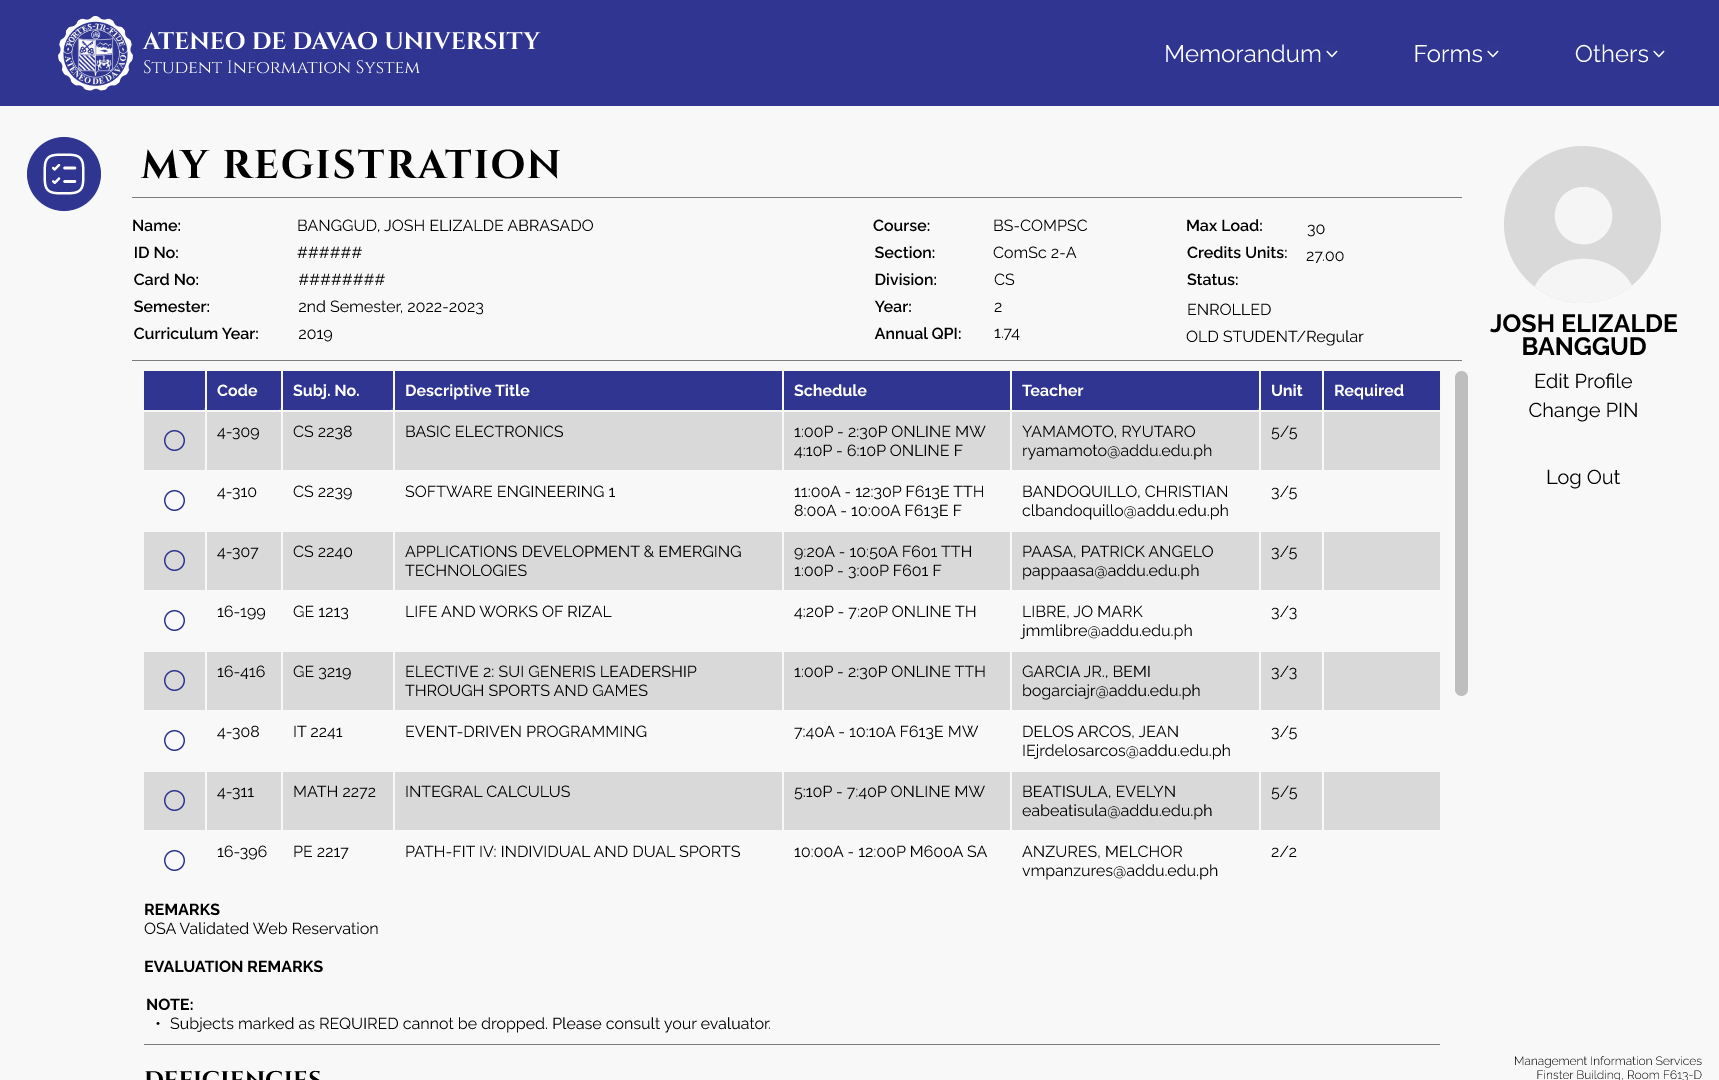 ATENEO DE DAVAO UNIVERSITY
STUDENT INFORMATION SYSTEM
Memorandum
Forms
Others
MY REGISTRATION
Name: BANGGUD, JOSH ELIZALDE ABRASADO
ID No: ######
Card No: ########
Semester: 2nd Semester, 2022-2023
Curriculum Year: 2019
Course: BS-COMPSC
Section: ComSc 2-A
Division: CS
Year: 2
Annual QPI: 1.74
Max Load: 30
Credits Units: 27.00
Status:
ENROLLED
OLD STUDENT/Regular
JOSH ELIZALDE
BANGGUD
Edit Profile
Change PIN
Log Out
Code Subj. No. Descriptive Title Schedule Teacher Unit Required
4-309 CS 2238 BASIC ELECTRONICS 1:00P - 2:30P ONLINE MW YAMAMOTO, RYUTARO 5/5
4:10P - 6:10P ONLINE F ryamamoto@addu.edu.ph
4-310 CS 2239 SOFTWARE ENGINEERING 1 11:00A - 12:30P F613E TTH BANDOQUILLO, CHRISTIAN 3/5
8:00A - 10:00A F613E F clbandoquillo@addu.edu.ph
4-307 CS 2240 APPLICATIONS DEVELOPMENT & EMERGING 9:20A - 10:50A F601 TTH PAASA, PATRICK ANGELO 3/5
TECHNOLOGIES 1:00P - 3:00P F601 F pappaasa@addu.edu.ph
16-199 GE 1213 LIFE AND WORKS OF RIZAL 4:20P - 7:20P ONLINE TH LIBRE, JO MARK 3/3
jmmlibre@addu.edu.ph
16-416 GE 3219 ELECTIVE 2: SUI GENERIS LEADERSHIP 1:00P - 2:30P ONLINE TTH GARCIA JR., BEMI 3/3
THROUGH SPORTS AND GAMES bogarciajr@addu.edu.ph
4-308 IT 2241 EVENT-DRIVEN PROGRAMMING 7:40A - 10:10A F613E MW DELOS ARCOS, JEAN 3/5
IEjrdelosarcos@addu.edu.ph
4-311 MATH 2272 INTEGRAL CALCULUS 5:10P - 7:40P ONLINE MW BEATISULA, EVELYN 5/5
eabeatisula@addu.edu.ph
16-396 PE 2217 PATH-FIT IV: INDIVIDUAL AND DUAL SPORTS 10:00A - 12:00P M600A SA ANZURES, MELCHOR 2/2
vmpanzures@addu.edu.ph
REMARKS
OSA Validated Web Reservation
EVALUATION REMARKS
NOTE:
• Subjects marked as REQUIRED cannot be dropped. Please consult your evaluator.
DEFICIENCIES
Management Information Services
Finster Building, Room F613-D